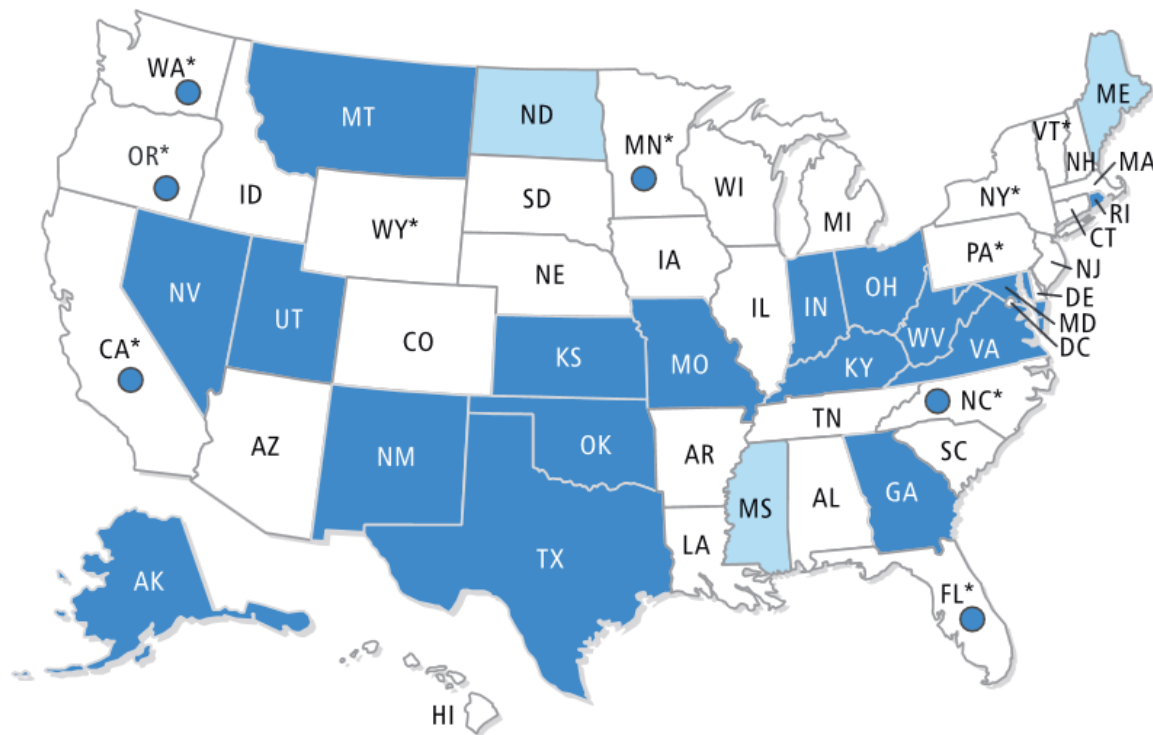 WA*
MT
ND
ME
MN*
VT*
OR*
NH
MA
ID
WI
SD
NY*
RI
MI
WY*
CT
PA*
IA
NJ
NE
NV
OH
DE
IL
IN
MD
UT
WV
CA*
CO
VA
DC
KS
MO
KY
NC*
TN
AZ
OK
SC
NM
AR
GA
MS
AL
LA
TX
AK
FL*
HI